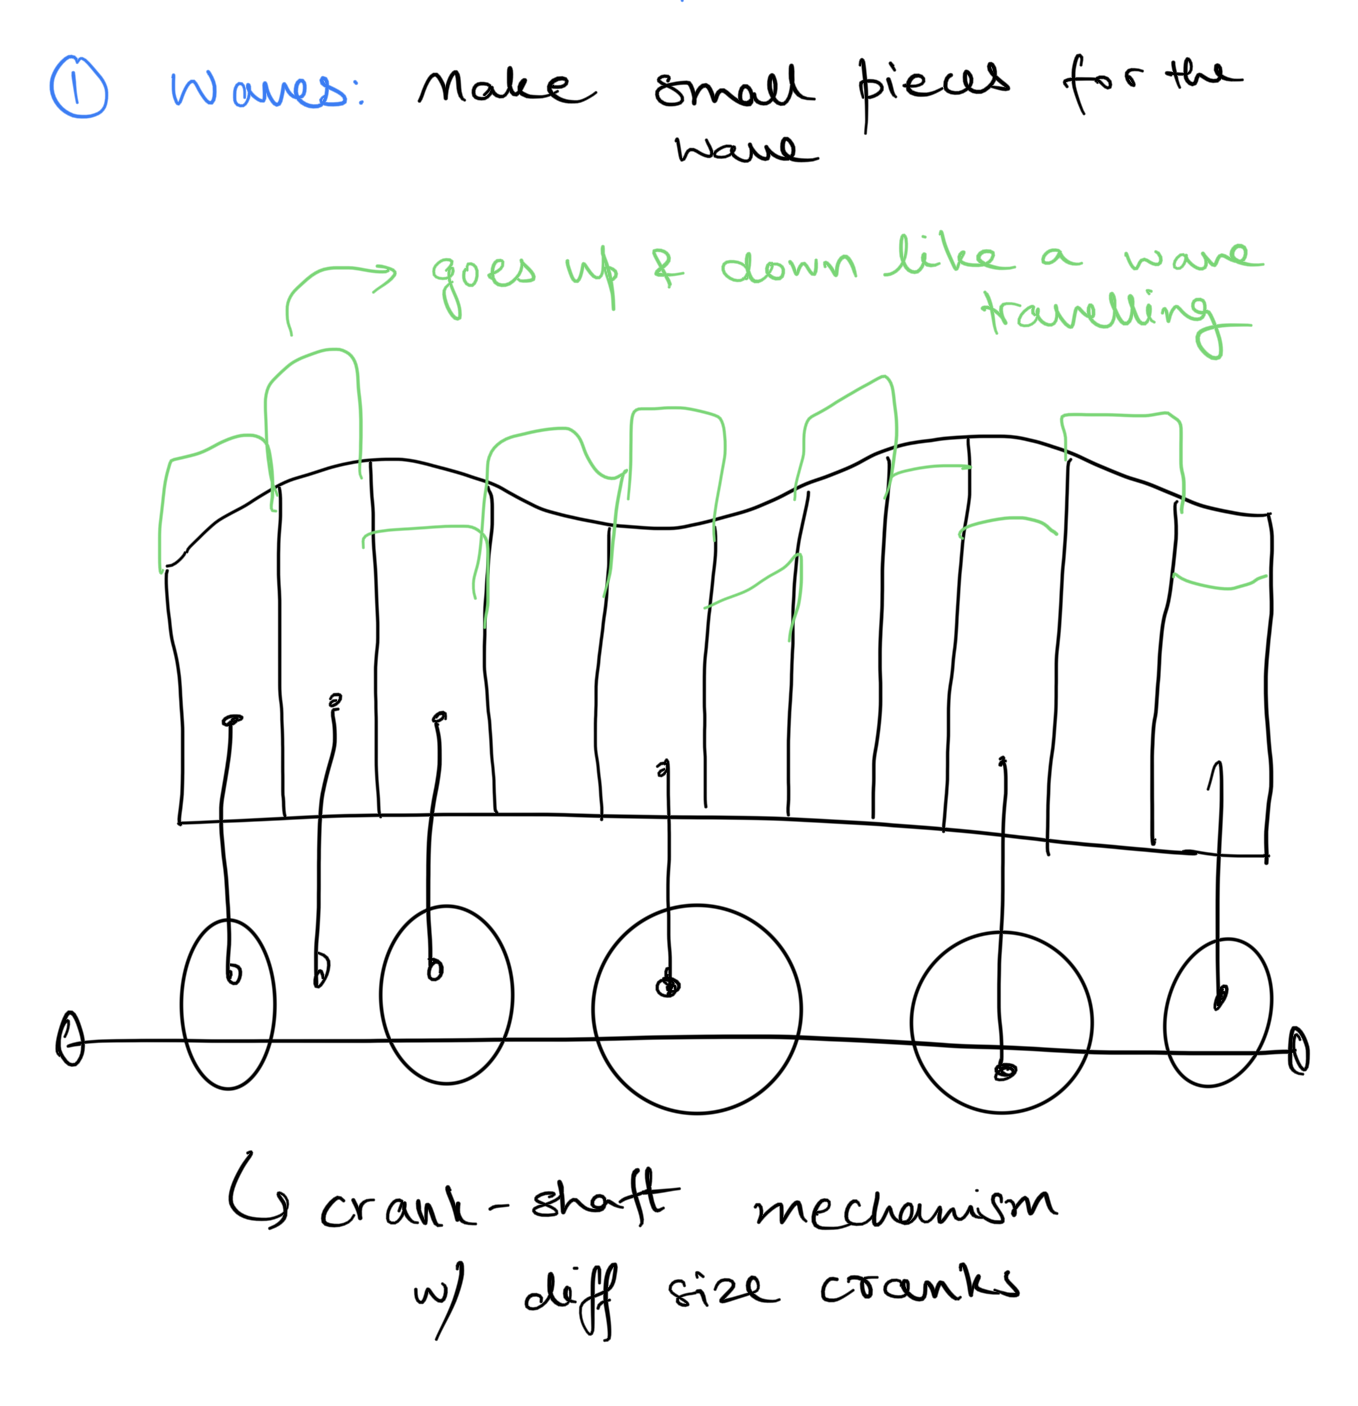 ① Waves: Make small pieces for the
wave
→ goes up & down like a wave
travelling
↳ crank-shaft mechanism
w/ diff size cranks